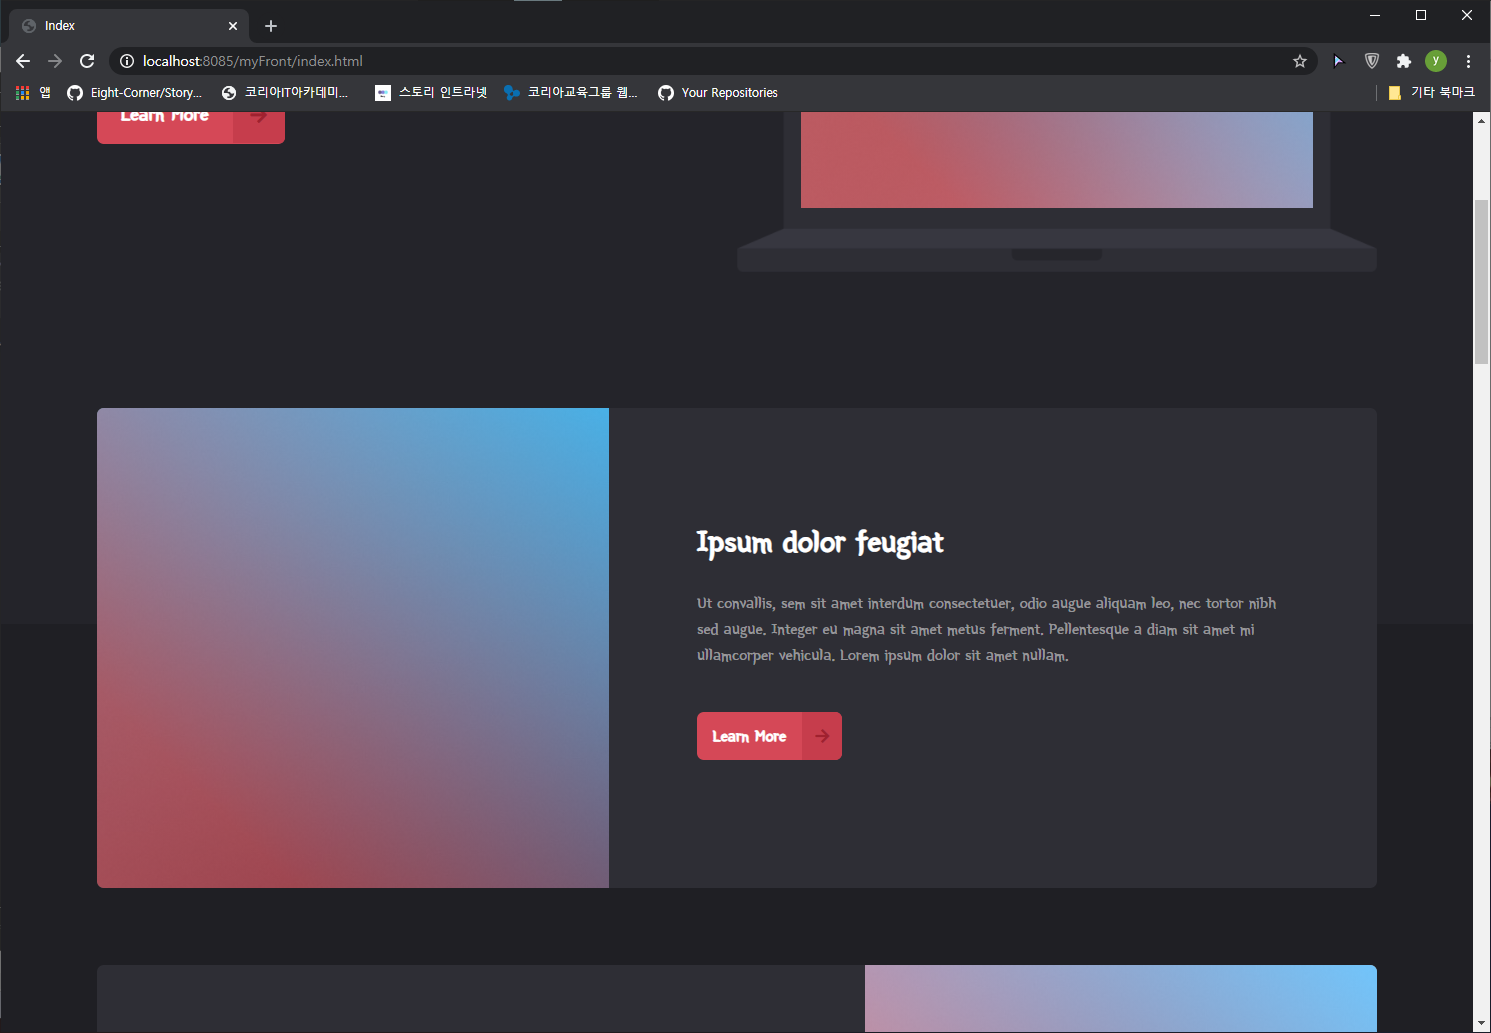 Index
localhost:8085/myFront/index.html
y
앱
Eight-Corner/Story...
코리아IT아카데미...
스토리 인트라넷
코리아교육그룹 웹...
Your Repositories
기타 북마크
Learn More
Ipsum dolor feugiat
Ut convallis, sem sit amet interdum consectetuer, odio augue aliquam leo, nec tortor nibh
sed augue. Integer eu magna sit amet metus ferment. Pellentesque a diam sit amet mi
ullamcorper vehicula. Lorem ipsum dolor sit amet nullam.
Learn More